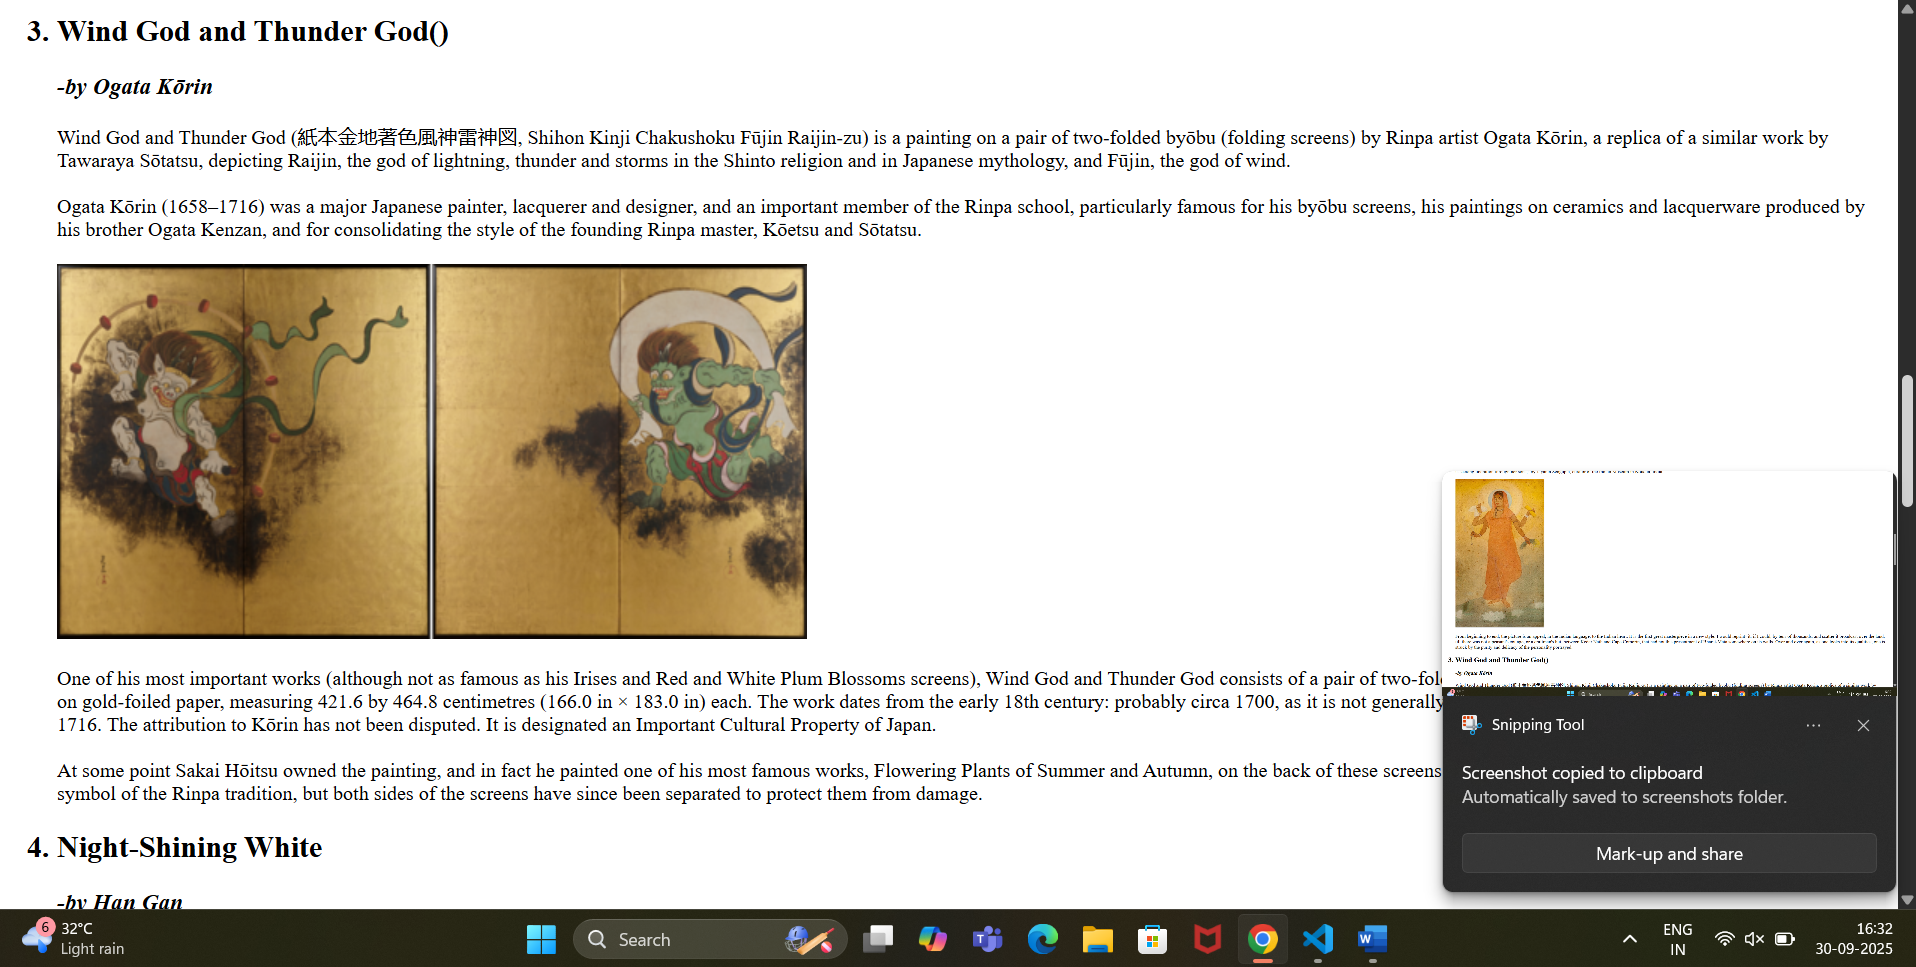 3. Wind God and Thunder God()
-by Ogata Kōrin
Wind God and Thunder God (紙本金地著色風神雷神図, Shihon Kinji Chakushoku Fūjin Raijin-zu) is a painting on a pair of two-folded byōbu (folding screens) by Rinpa artist Ogata Kōrin, a replica of a similar work by
Tawaraya Sōtatsu, depicting Raijin, the god of lightning, thunder and storms in the Shinto religion and in Japanese mythology, and Fūjin, the god of wind.
Ogata Kōrin (1658–1716) was a major Japanese painter, lacquerer and designer, and an important member of the Rinpa school, particularly famous for his byōbu screens, his paintings on ceramics and lacquerware produced by
his brother Ogata Kenzan, and for consolidating the style of the founding Rinpa master, Kōetsu and Sōtatsu.
One of his most important works (although not as famous as his Irises and Red and White Plum Blossoms screens), Wind God and Thunder God consists of a pair of two-fol
on gold-foiled paper, measuring 421.6 by 464.8 centimetres (166.0 in × 183.0 in) each. The work dates from the early 18th century: probably circa 1700, as it is not generally
1716. The attribution to Kōrin has not been disputed. It is designated an Important Cultural Property of Japan.
At some point Sakai Hōitsu owned the painting, and in fact he painted one of his most famous works, Flowering Plants of Summer and Autumn, on the back of these screens
symbol of the Rinpa tradition, but both sides of the screens have since been separated to protect them from damage.
4. Night-Shining White
-by Han Gan
3. Wind God and Thunder God()
-by Ogata Kōrin
Snipping Tool
Screenshot copied to clipboard
Automatically saved to screenshots folder.
Mark-up and share
6
32°C
Light rain
Search
ENG
IN
16:32
30-09-2025